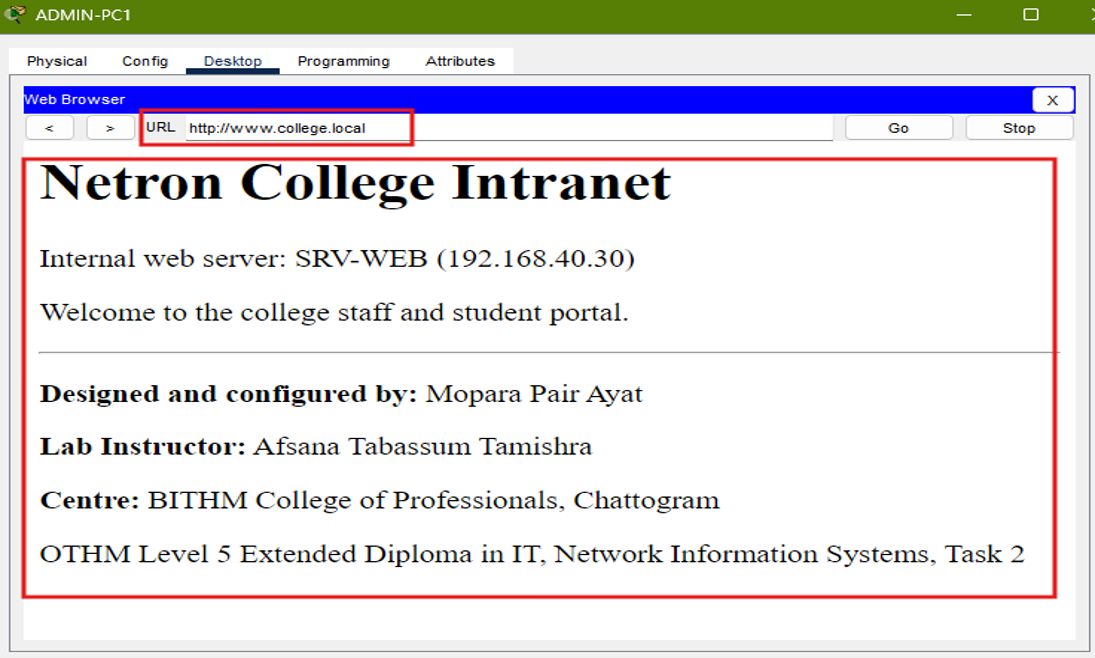 ADMIN-PC1
Physical Config Desktop Programming Attributes
Web Browser X
< > URL http://www.college.local Go Stop
Netron College Intranet
Internal web server: SRV-WEB (192.168.40.30)
Welcome to the college staff and student portal.
Designed and configured by: Mopara Pair Ayat
Lab Instructor: Afsana Tabassum Tamishra
Centre: BITHM College of Professionals, Chattogram
OTHM Level 5 Extended Diploma in IT, Network Information Systems, Task 2